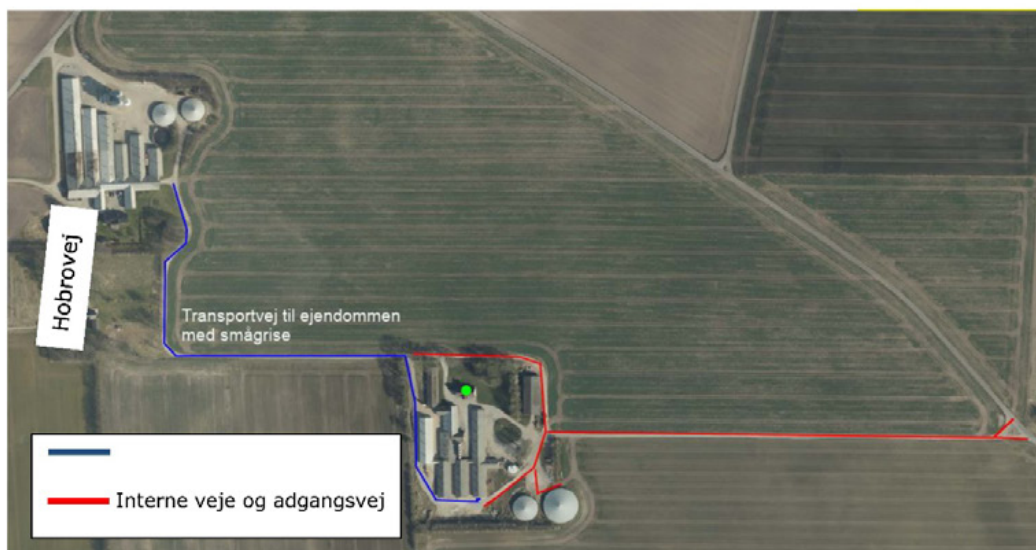 Hobrovej
Transportvej til ejendommen
med smågrise
Interne veje og adgangsvej